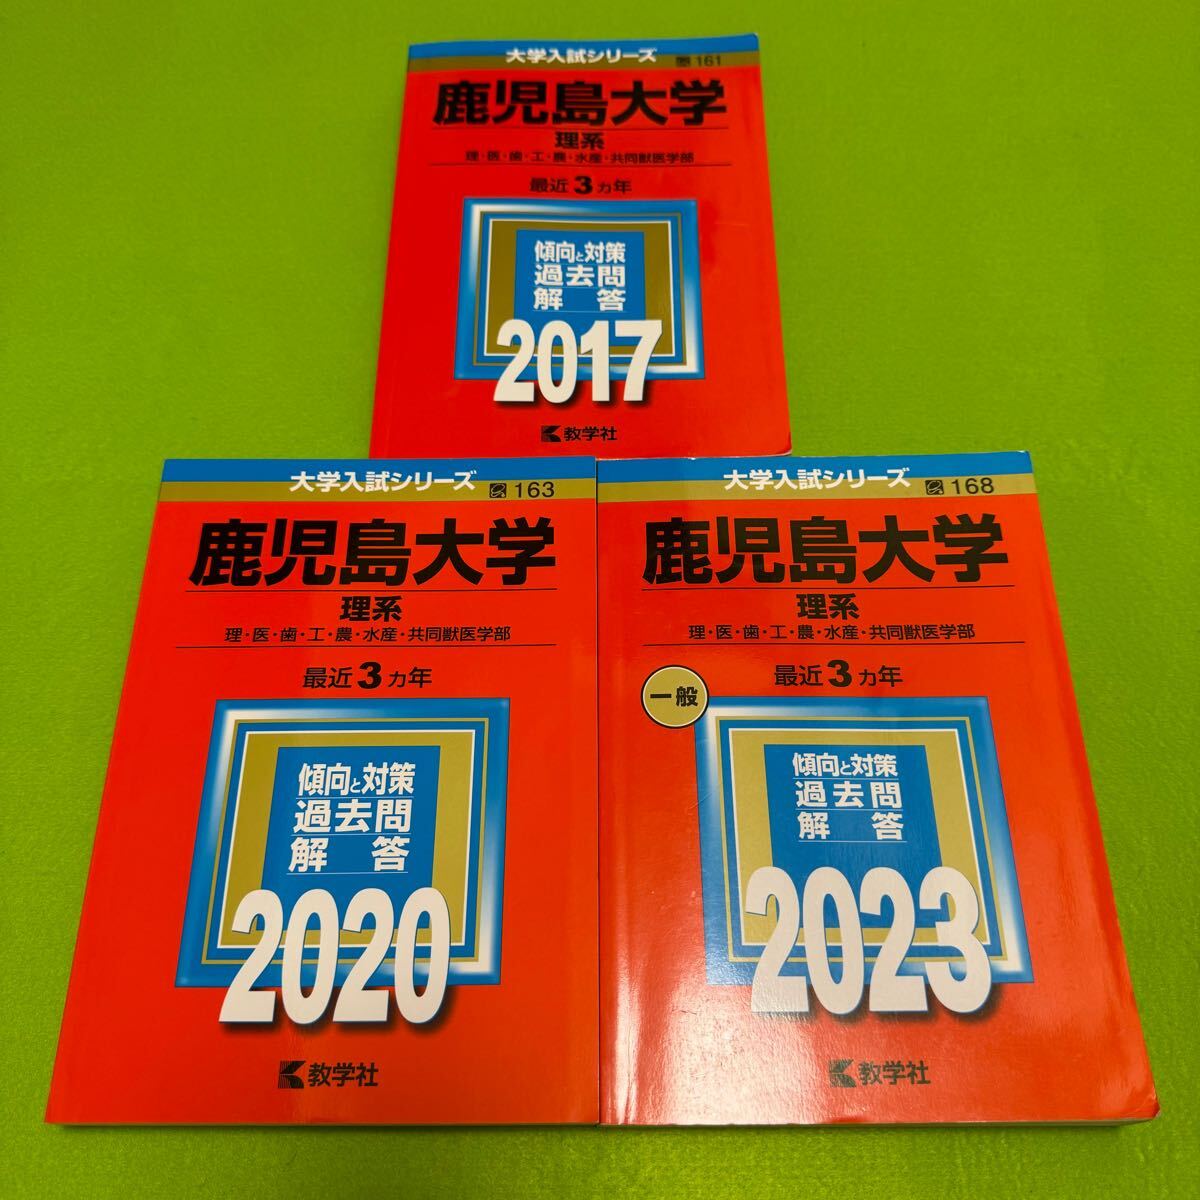 大学入試シリーズ
161
鹿児島大学
理系
理・医・歯・工・農・水産・共同獣医学部
最近3カ年
傾向と対策
過去問
解答
2017
教学社
大学入試シリーズ
163
鹿児島大学
理系
理・医・歯・工・農・水産・共同獣医学部
最近3カ年
傾向と対策
過去問
解答
2020
教学社
大学入試シリーズ
168
鹿児島大学
理系
理・医・歯・工・農・水産・共同獣医学部
最近3カ年
一般
傾向と対策
過去問
解答
2023
教学社